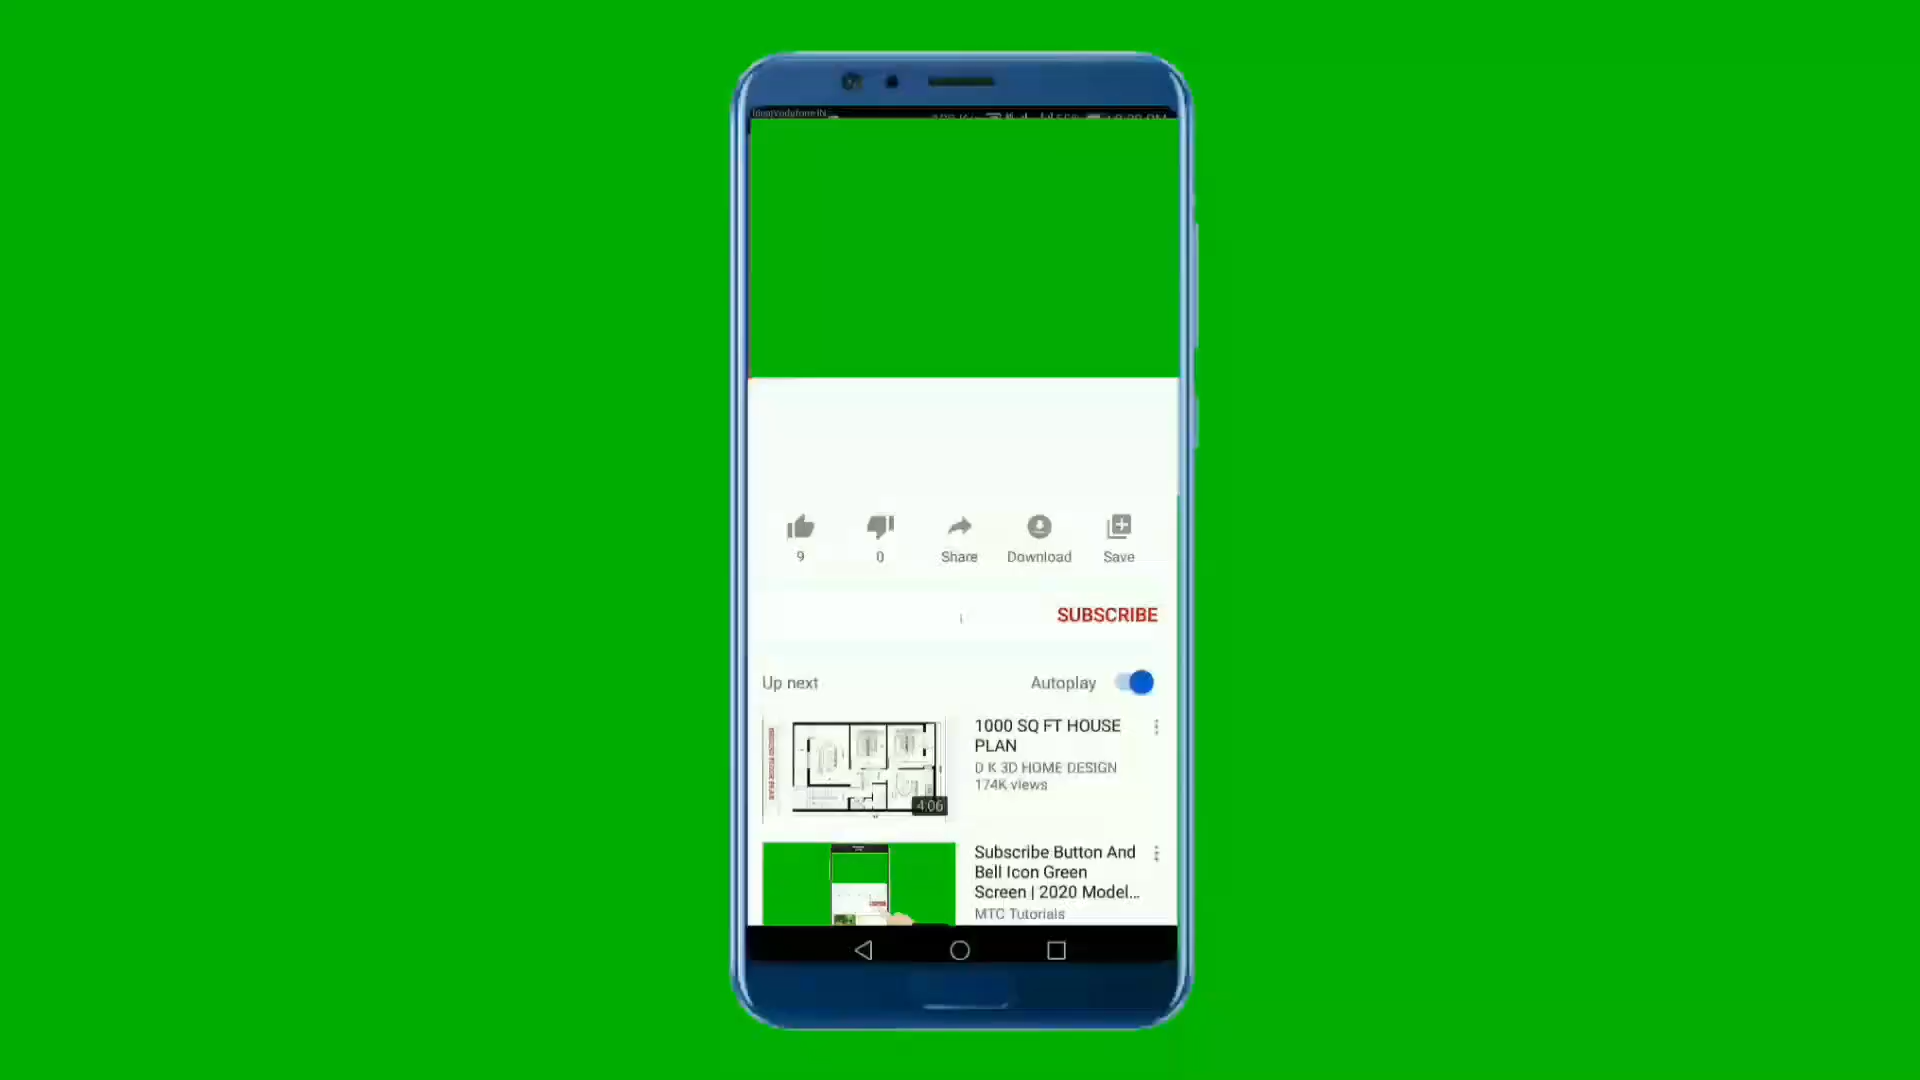 9
0
Share
Download
Save
SUBSCRIBE
Up next
Autoplay
1000 SQ FT HOUSE
PLAN
D K 3D HOME DESIGN
174K views
4:06
Subscribe Button And
Bell Icon Green
Screen | 2020 Model...
MTC Tutorials